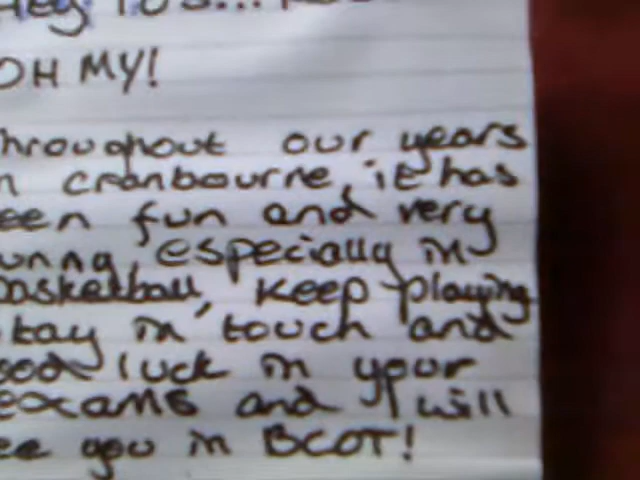 OH MY!
hroughout our years
n cranbourne, it has
een fun and very
unny, especially in
basketball, keep playing
tay in touch and
ood luck in your
exams and I will
ee you in BCOT!